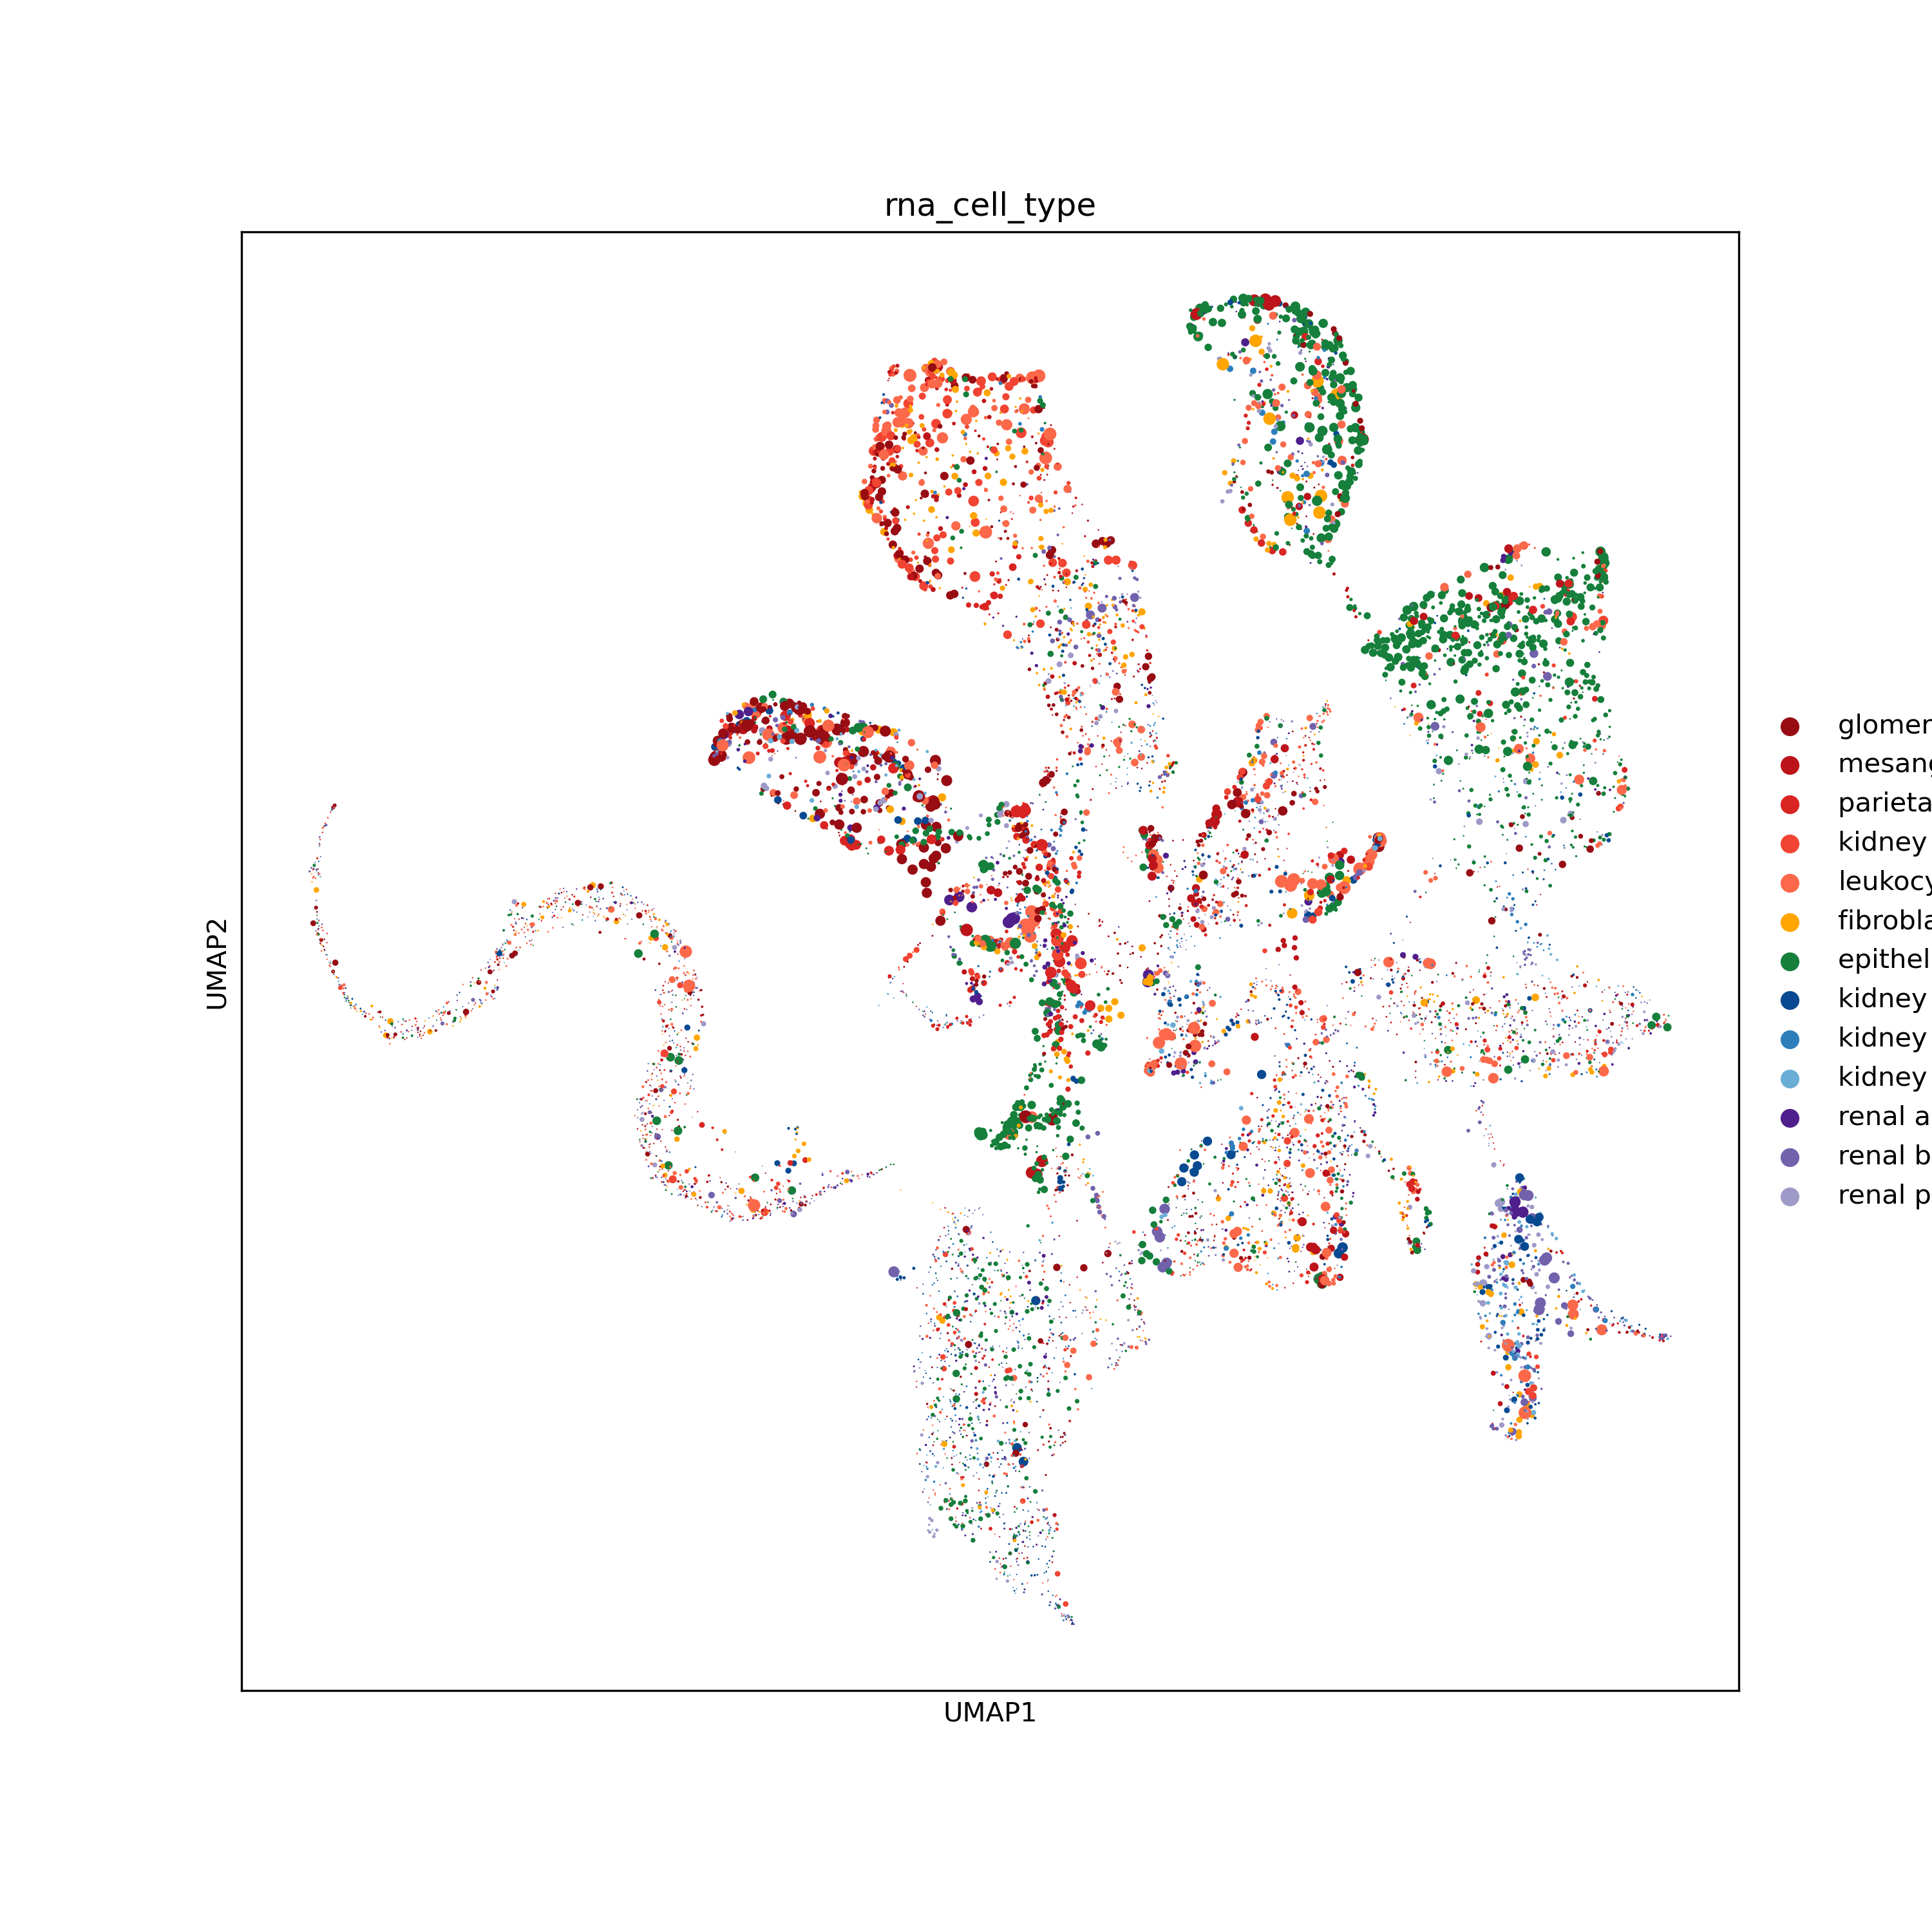 rna_cell_type
UMAP2
UMAP1
glomer
mesang
parieta
kidney
leukocy
fibrobla
epithel
kidney
kidney
kidney
renal a
renal b
renal p